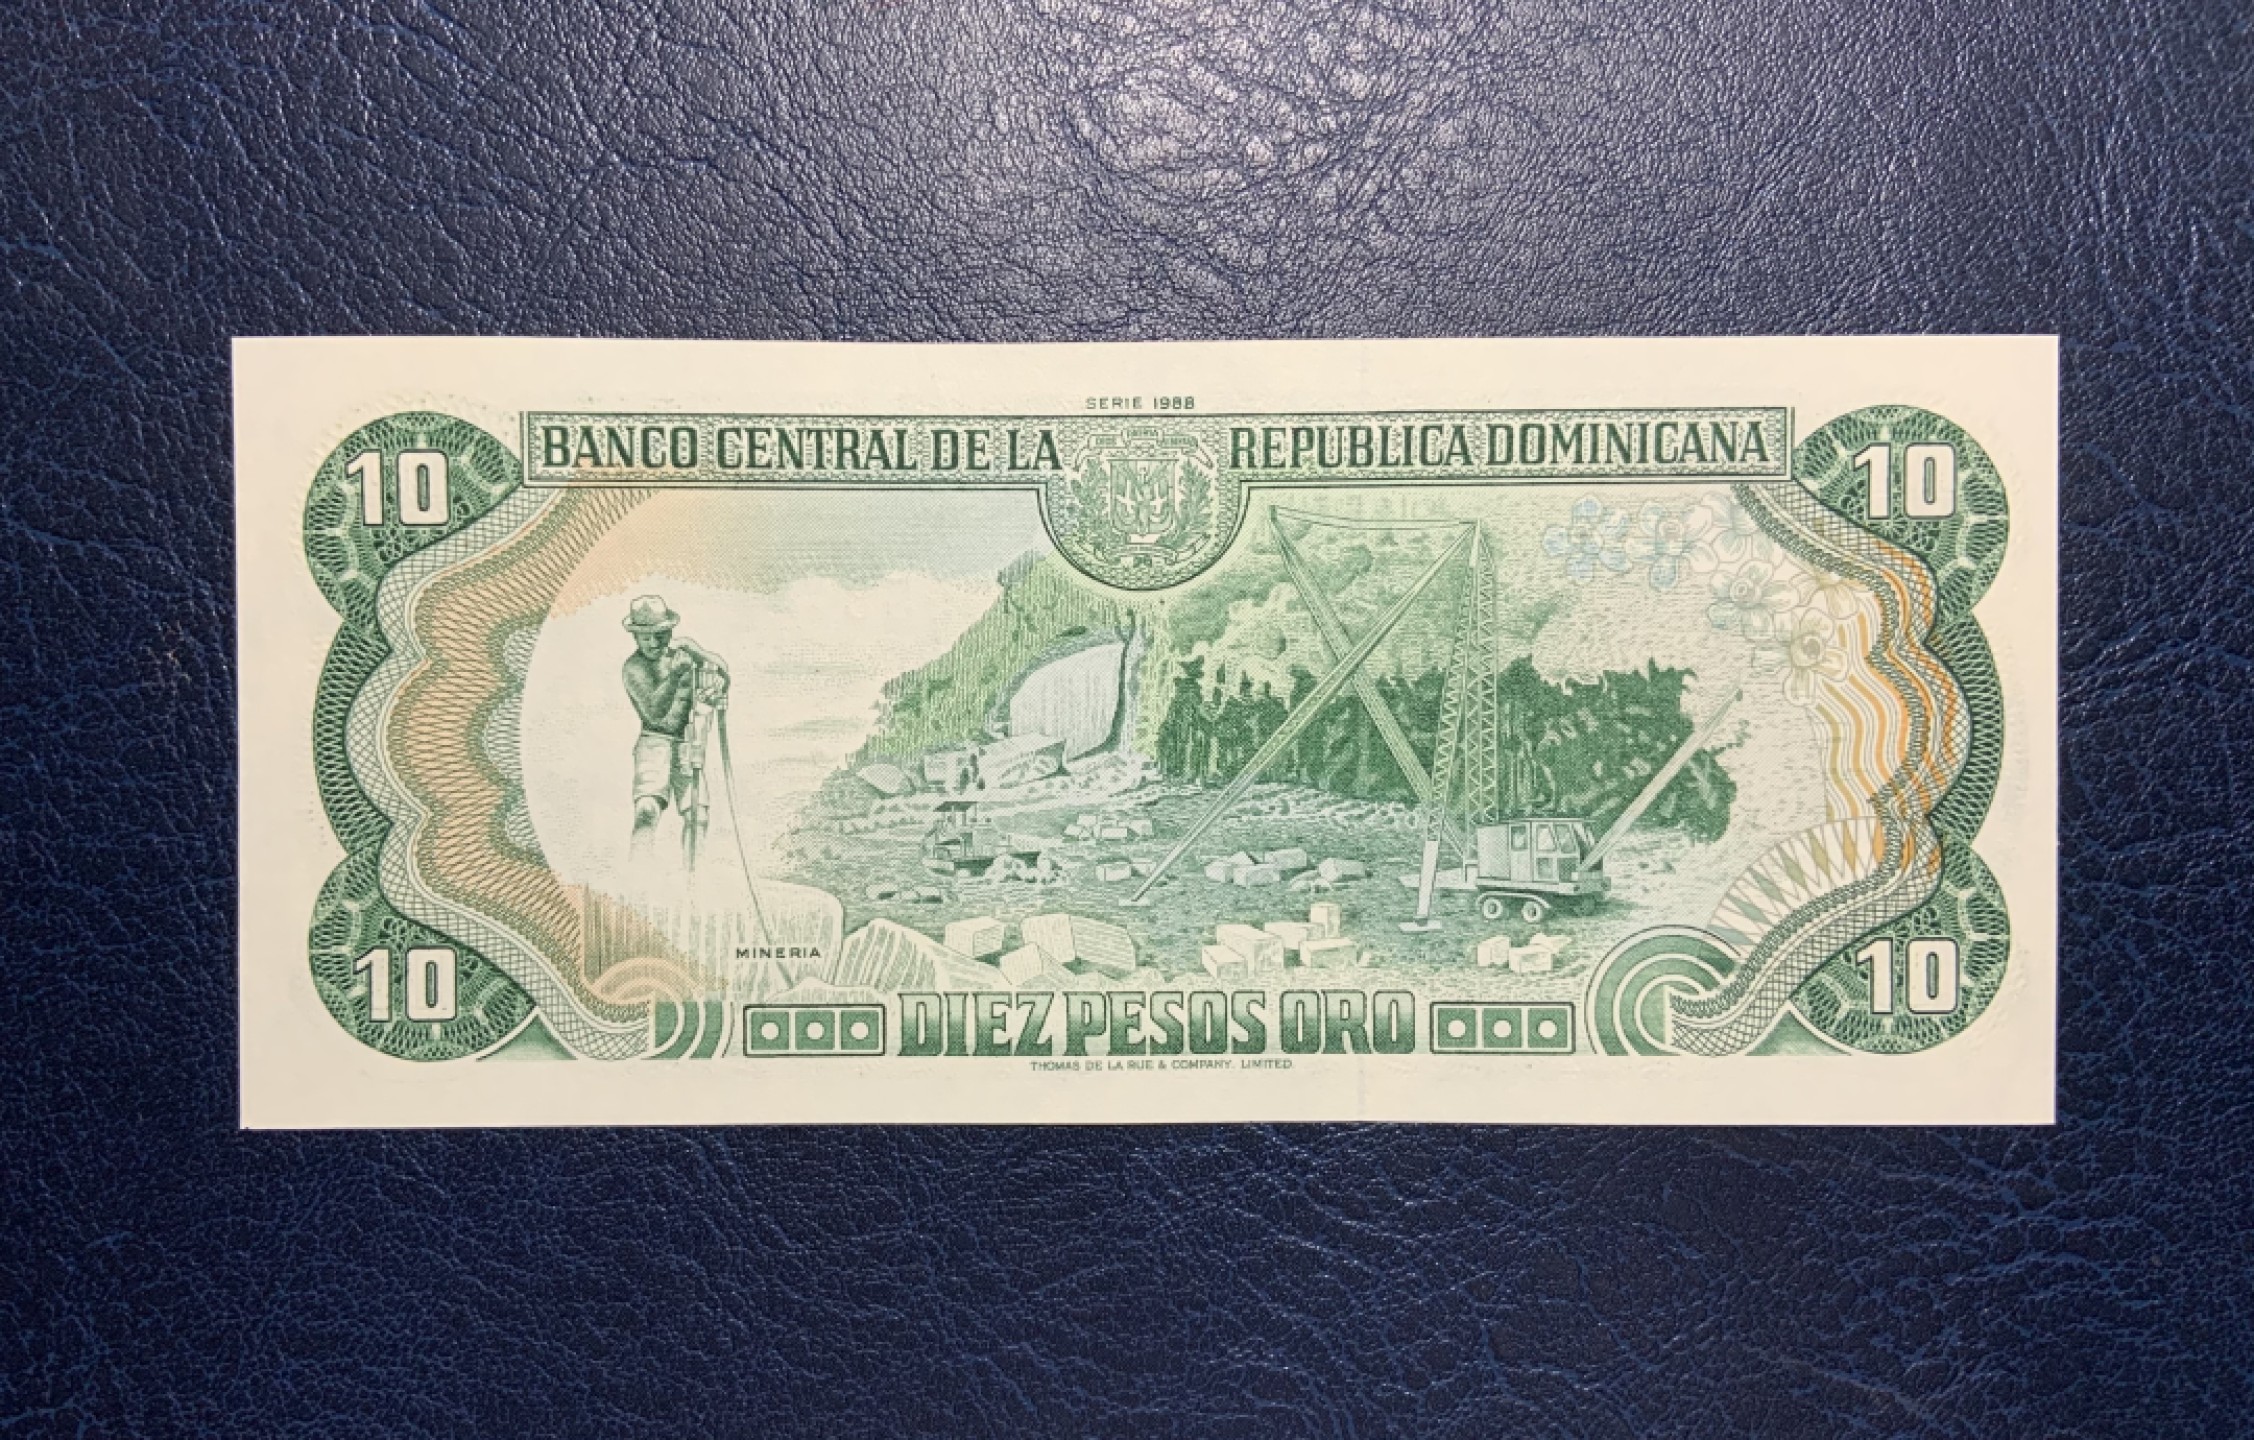 SERIE 1988
BANCO CENTRAL DE LA REPUBLICA DOMINICANA
10 10
MINERIA
10 10
DIEZ PESOS ORO
THOMAS DE LA RUE & COMPANY, LIMITED.